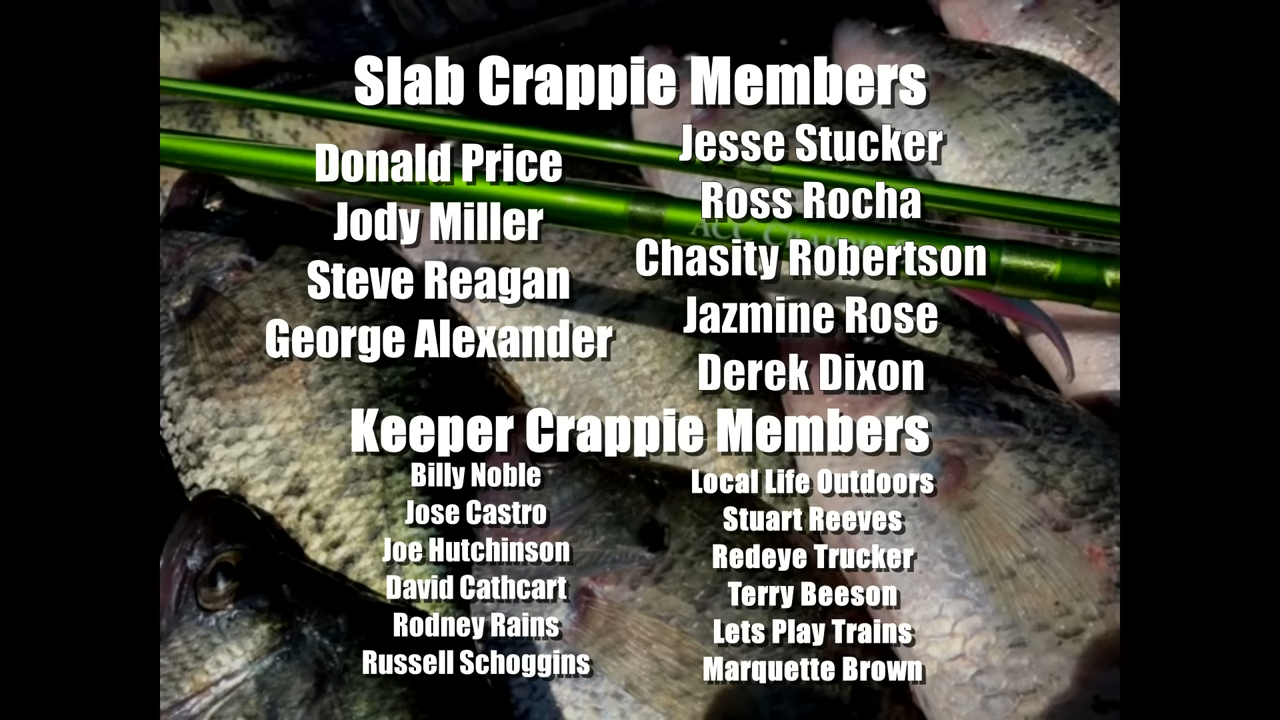 Slab Crappie Members
Donald Price
Jody Miller
Steve Reagan
George Alexander
Jesse Stucker
Ross Rocha
Chasity Robertson
Jazmine Rose
Derek Dixon
Keeper Crappie Members
Billy Noble
Jose Castro
Joe Hutchinson
David Cathcart
Rodney Rains
Russell Schoggins
Local Life Outdoors
Stuart Reeves
Redeye Trucker
Terry Beeson
Lets Play Trains
Marquette Brown